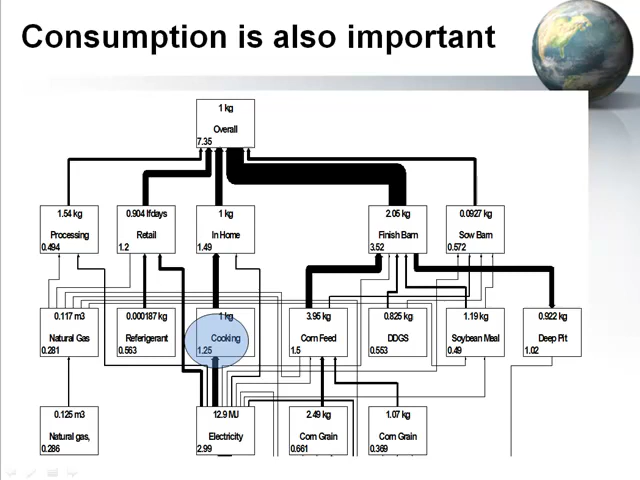 Consumption is also important
1 kg
Overall
7.35
1.54 kg
Processing
0.494
0.904 lfdays
Retail
1.2
1 kg
In Home
1.49
2.05 kg
Finish Barn
3.52
0.0927 kg
Sow Barn
0.572
0.117 m3
Natural Gas
0.281
0.000187 kg
Referigerant
0.563
1 kg
Cooking
1.25
3.95 kg
Corn Feed
1.5
0.825 kg
DDGS
0.553
1.19 kg
Soybean Meal
0.49
0.922 kg
Deep Pit
1.02
0.125 m3
Natural gas,
0.286
12.9 MJ
Electricity
2.99
2.49 kg
Corn Grain
0.661
1.07 kg
Corn Grain
0.369